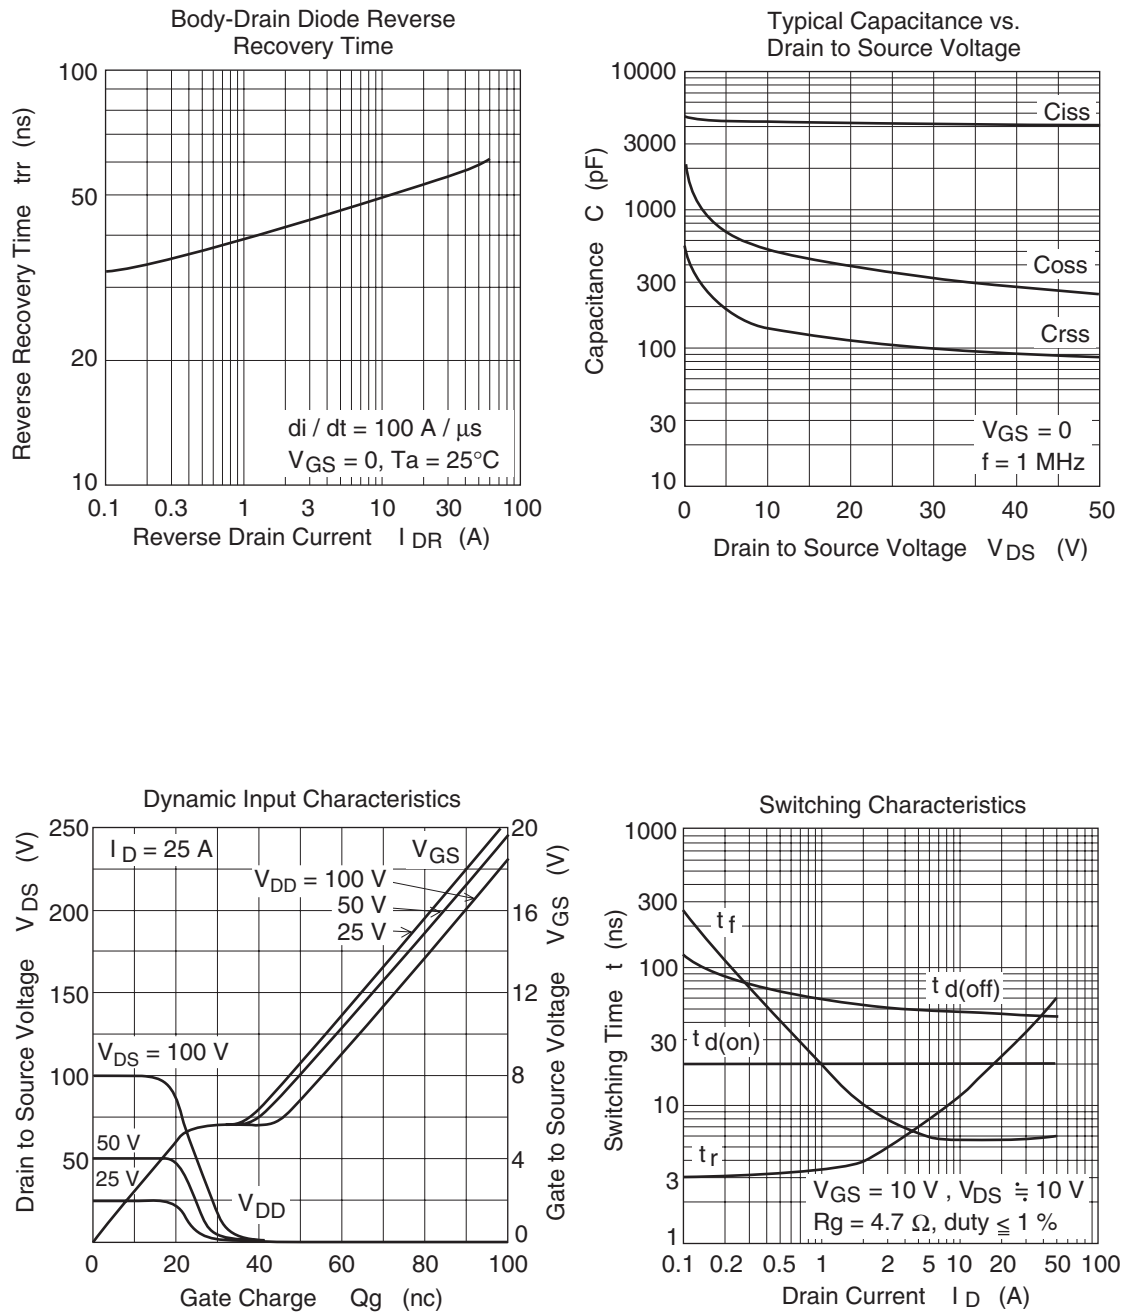 Body-Drain Diode Reverse
Recovery Time
Reverse Recovery Time trr (ns)
100
50
20
10
di / dt = 100 A / μs
VGS = 0, Ta = 25°C
0.1 0.3 1 3 10 30 100
Reverse Drain Current I DR (A)
Typical Capacitance vs.
Drain to Source Voltage
Capacitance C (pF)
10000
3000
1000
300
100
30
10
Ciss
Coss
Crss
VGS = 0
f = 1 MHz
0 10 20 30 40 50
Drain to Source Voltage VDS (V)
Dynamic Input Characteristics
Drain to Source Voltage VDS (V)
250
200
150
100
50
0
I D = 25 A
VGS
VDD = 100 V
50 V
25 V
VDS = 100 V
50 V
25 V
VDD
20
16
12
8
4
0
Gate to Source Voltage VGS (V)
0 20 40 60 80 100
Gate Charge Qg (nc)
Switching Characteristics
Switching Time t (ns)
1000
300
100
30
10
3
1
t f
t d(off)
t d(on)
t r
VGS = 10 V , VDS ≒ 10 V
Rg = 4.7 Ω, duty ≦ 1 %
0.1 0.2 0.5 1 2 5 10 20 50 100
Drain Current I D (A)